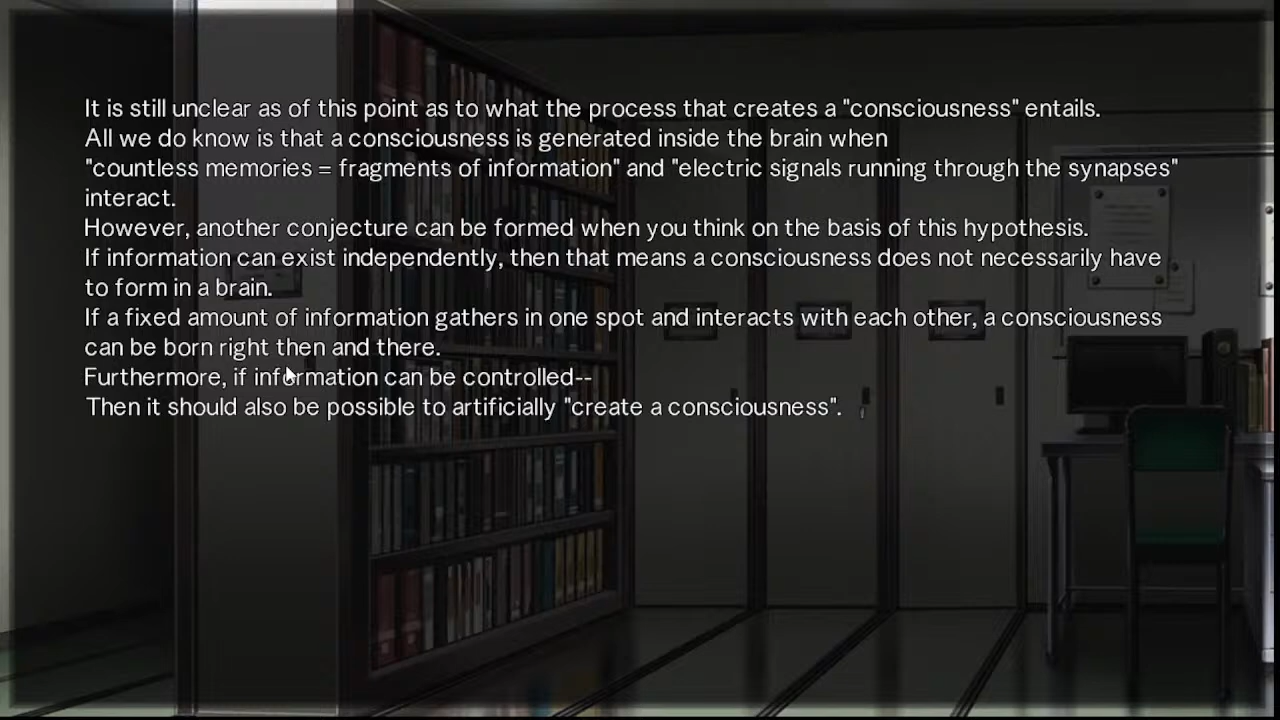 It is still unclear as of this point as to what the process that creates a "consciousness" entails.
All we do know is that a consciousness is generated inside the brain when
"countless memories = fragments of information" and "electric signals running through the synapses"
interact.
However, another conjecture can be formed when you think on the basis of this hypothesis.
If information can exist independently, then that means a consciousness does not necessarily have
to form in a brain.
If a fixed amount of information gathers in one spot and interacts with each other, a consciousness
can be born right then and there.
Furthermore, if information can be controlled--
Then it should also be possible to artificially "create a consciousness".